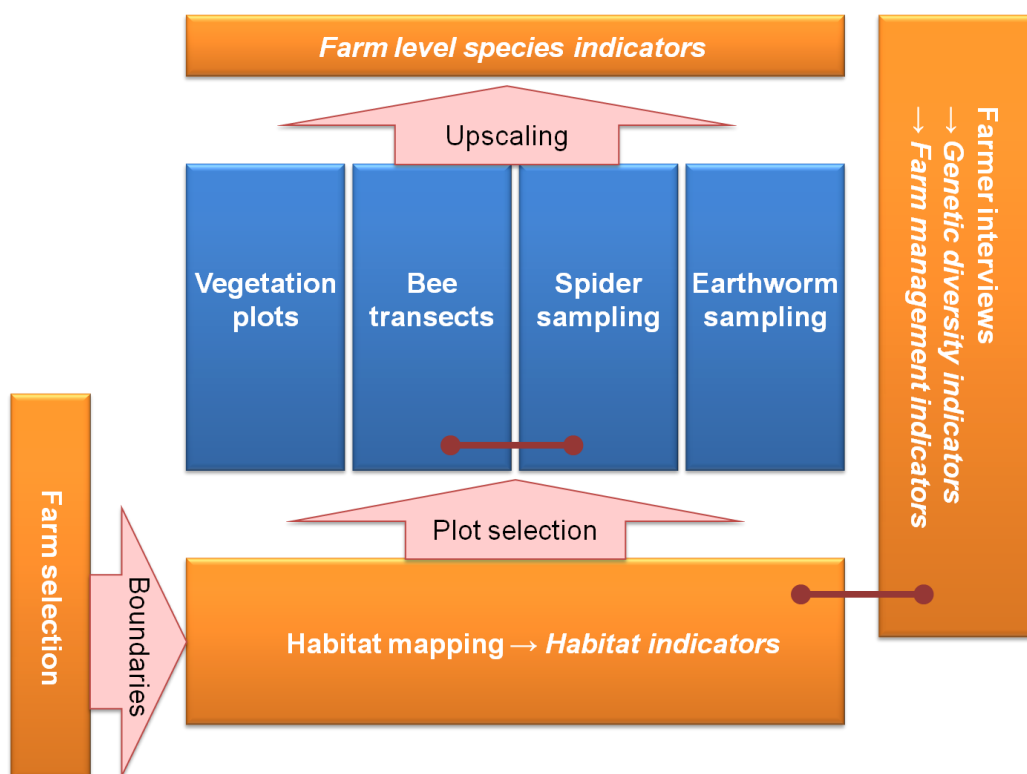 Farm level species indicators
Upscaling
Vegetation
plots
Bee
transects
Spider
sampling
Earthworm
sampling
Plot selection
Habitat mapping → Habitat indicators
Farm selection
Boundaries
Farmer interviews
→ Genetic diversity indicators
→ Farm management indicators